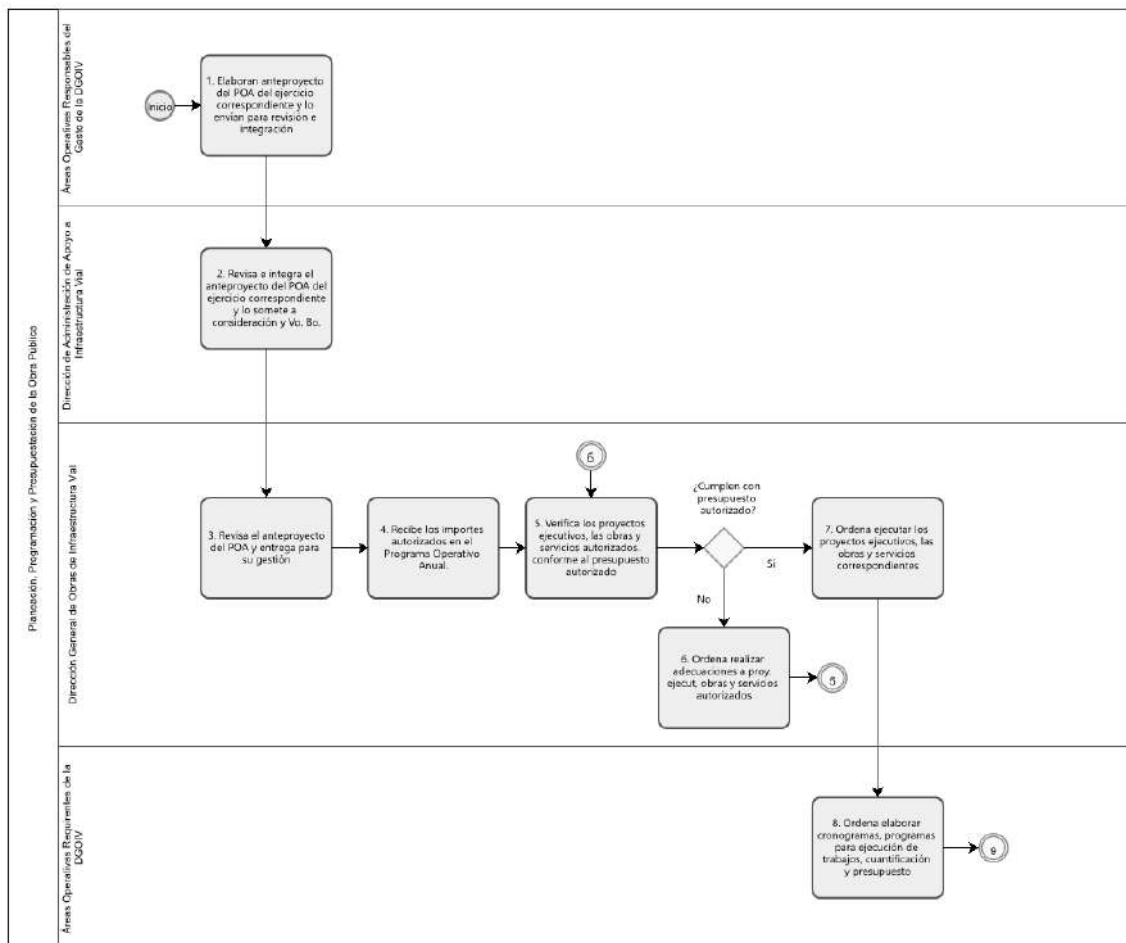 Planeación, Programación y Presupuestación de la Obra Pública
Áreas Operativas Responsables del
Gasto de la DGOIV
Inicio
1. Elaboran anteproyecto
del POA del ejercicio
correspondiente y lo
envían para revisión e
integración
Dirección de Administración de Apoyo a
Infraestructura Vial
2. Revisa e integra el
anteproyecto del POA del
ejercicio correspondiente
y lo somete a
consideración y Vo. Bo.
Dirección General de Obras de Infraestructura Vial
3. Revisa el anteproyecto
del POA y entrega para
su gestión
4. Recibe los importes
autorizados en el
Programa Operativo
Anual.
6
5. Verifica los proyectos
ejecutivos, las obras y
servicios autorizados,
conforme al presupuesto
autorizado
¿Cumplen con
presupuesto
autorizado?
Sí
No
7. Ordena ejecutar los
proyectos ejecutivos, las
obras y servicios
correspondientes
6. Ordena realizar
adecuaciones a proy.
ejecut, obras y servicios
autorizados
5
Áreas Operativas Requirentes de la
DGOIV
8. Ordena elaborar
cronogramas, programas
para ejecución de
trabajos, cuantificación
y presupuesto
9